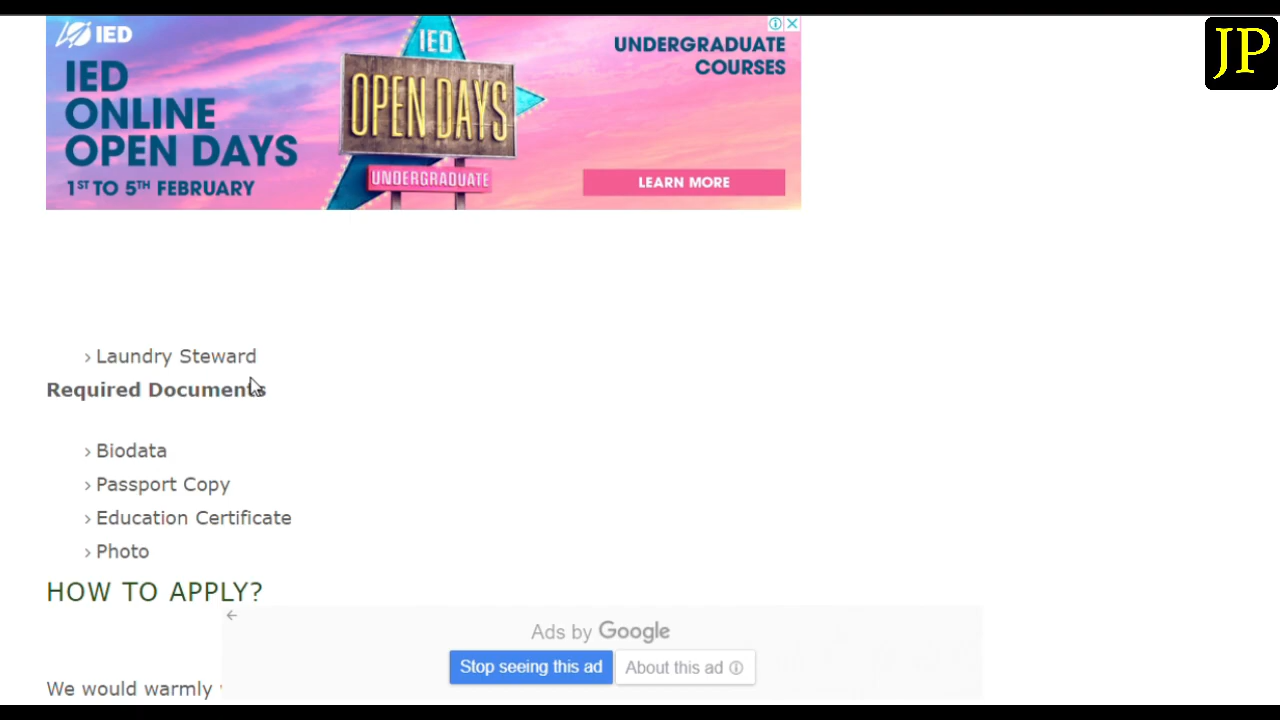 IED
IED
ONLINE
OPEN DAYS
1ST TO 5TH FEBRUARY
IED
OPEN DAYS
UNDERGRADUATE
UNDERGRADUATE
COURSES
LEARN MORE
JP
› Laundry Steward
Required Documents
› Biodata
› Passport Copy
› Education Certificate
› Photo
HOW TO APPLY?
Ads by Google
Stop seeing this ad
About this ad
We would warmly